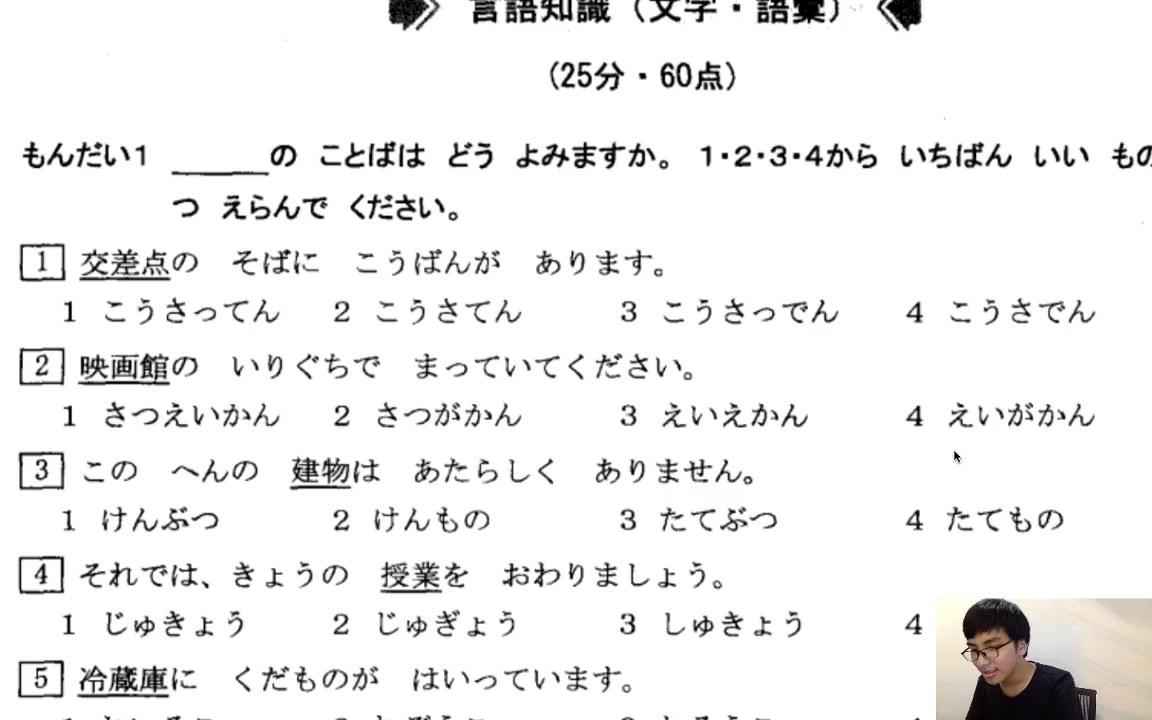 言語知識（文字・語彙）
（25分・60点）
もんだい1 ______の ことばは どう よみますか。 1・2・3・4から いちばん いい もの
つ えらんで ください。
1 交差点の そばに こうばんが あります。
1 こうさってん 2 こうさてん 3 こうさっでん 4 こうさでん
2 映画館の いりぐちで まっていてください。
1 さつえいかん 2 さつがかん 3 えいえかん 4 えいがかん
3 この へんの 建物は あたらしく ありません。
1 けんぶつ 2 けんもの 3 たてぶつ 4 たてもの
4 それでは、きょうの 授業を おわりましょう。
1 じゅきょう 2 じゅぎょう 3 しゅきょう 4
5 冷蔵庫に くだものが はいっています。